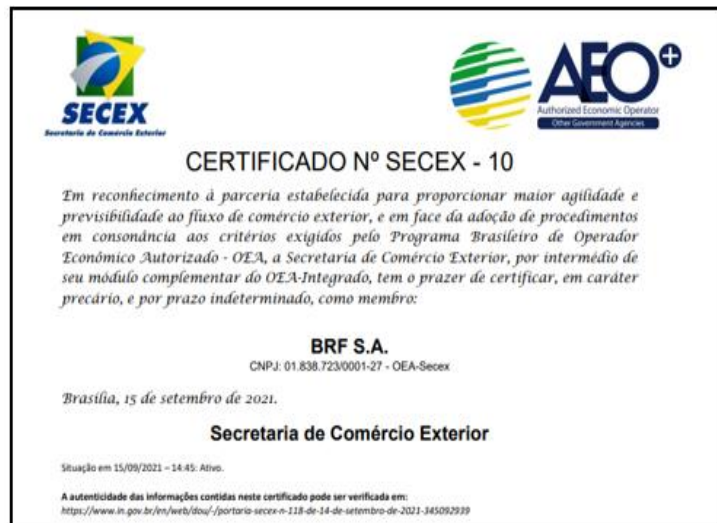 SECEX
Secretaria de Comércio Exterior
AEO+
Authorized Economic Operator
Other Government Agencies
CERTIFICADO Nº SECEX - 10
Em reconhecimento à parceria estabelecida para proporcionar maior agilidade e
previsibilidade ao fluxo de comércio exterior, e em face da adoção de procedimentos
em consonância aos critérios exigidos pelo Programa Brasileiro de Operador
Econômico Autorizado - OEA, a Secretaria de Comércio Exterior, por intermédio de
seu módulo complementar do OEA-Integrado, tem o prazer de certificar, em caráter
precário, e por prazo indeterminado, como membro:
BRF S.A.
CNPJ: 01.838.723/0001-27 - OEA-Secex
Brasília, 15 de setembro de 2021.
Secretaria de Comércio Exterior
Situação em 15/09/2021 – 14:45: Ativo.
A autenticidade das informações contidas neste certificado pode ser verificada em:
https://www.in.gov.br/en/web/dou/-/portaria-secex-n-118-de-14-de-setembro-de-2021-345092939